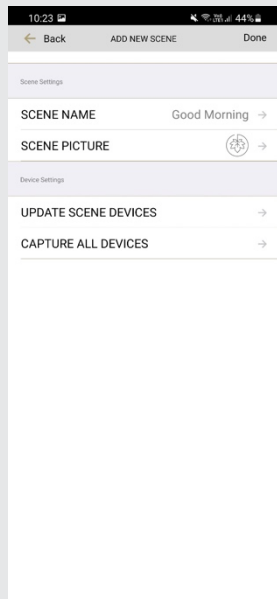 10:23 44%
Back ADD NEW SCENE Done
Scene Settings
SCENE NAME Good Morning
SCENE PICTURE
Device Settings
UPDATE SCENE DEVICES
CAPTURE ALL DEVICES